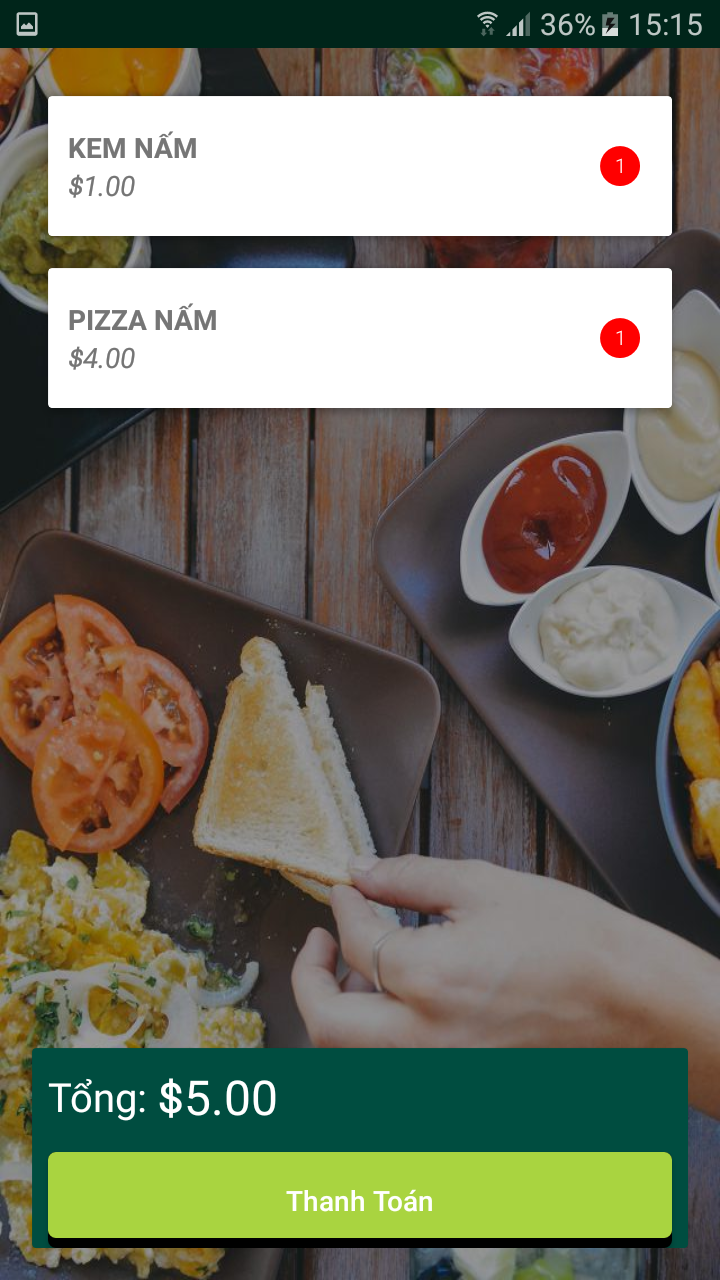 36% 15:15
KEM NẤM
$1.00
1
PIZZA NẤM
$4.00
1
Tổng: $5.00
Thanh Toán